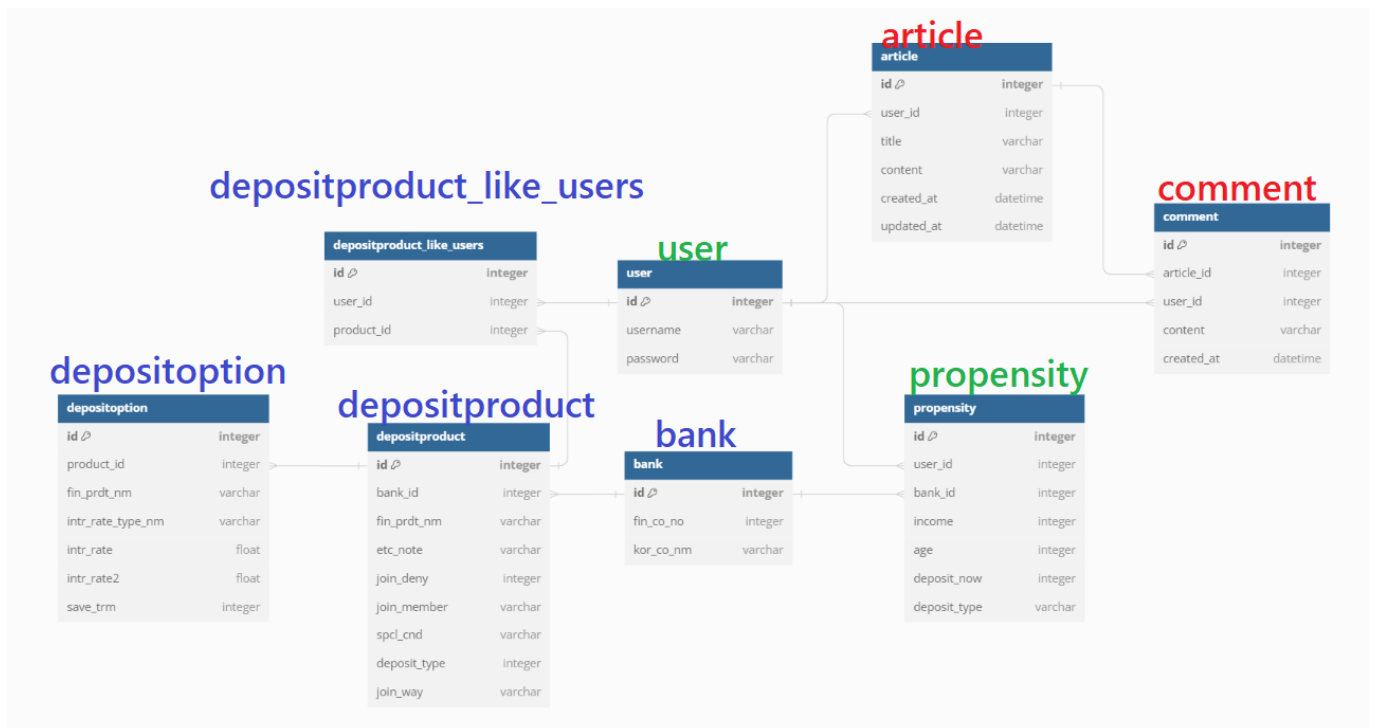 article
article
id integer
user_id integer
title varchar
content varchar
created_at datetime
updated_at datetime
comment
comment
id integer
article_id integer
user_id integer
content varchar
created_at datetime
depositproduct_like_users
depositproduct_like_users
id integer
user_id integer
product_id integer
user
user
id integer
username varchar
password varchar
depositoption
depositoption
id integer
product_id integer
fin_prdt_nm varchar
intr_rate_type_nm varchar
intr_rate float
intr_rate2 float
save_trm integer
depositproduct
depositproduct
id integer
bank_id integer
fin_prdt_nm varchar
etc_note varchar
join_deny integer
join_member varchar
spcl_cnd varchar
deposit_type integer
join_way varchar
bank
bank
id integer
fin_co_no integer
kor_co_nm varchar
propensity
propensity
id integer
user_id integer
bank_id integer
income integer
age integer
deposit_now integer
deposit_type varchar